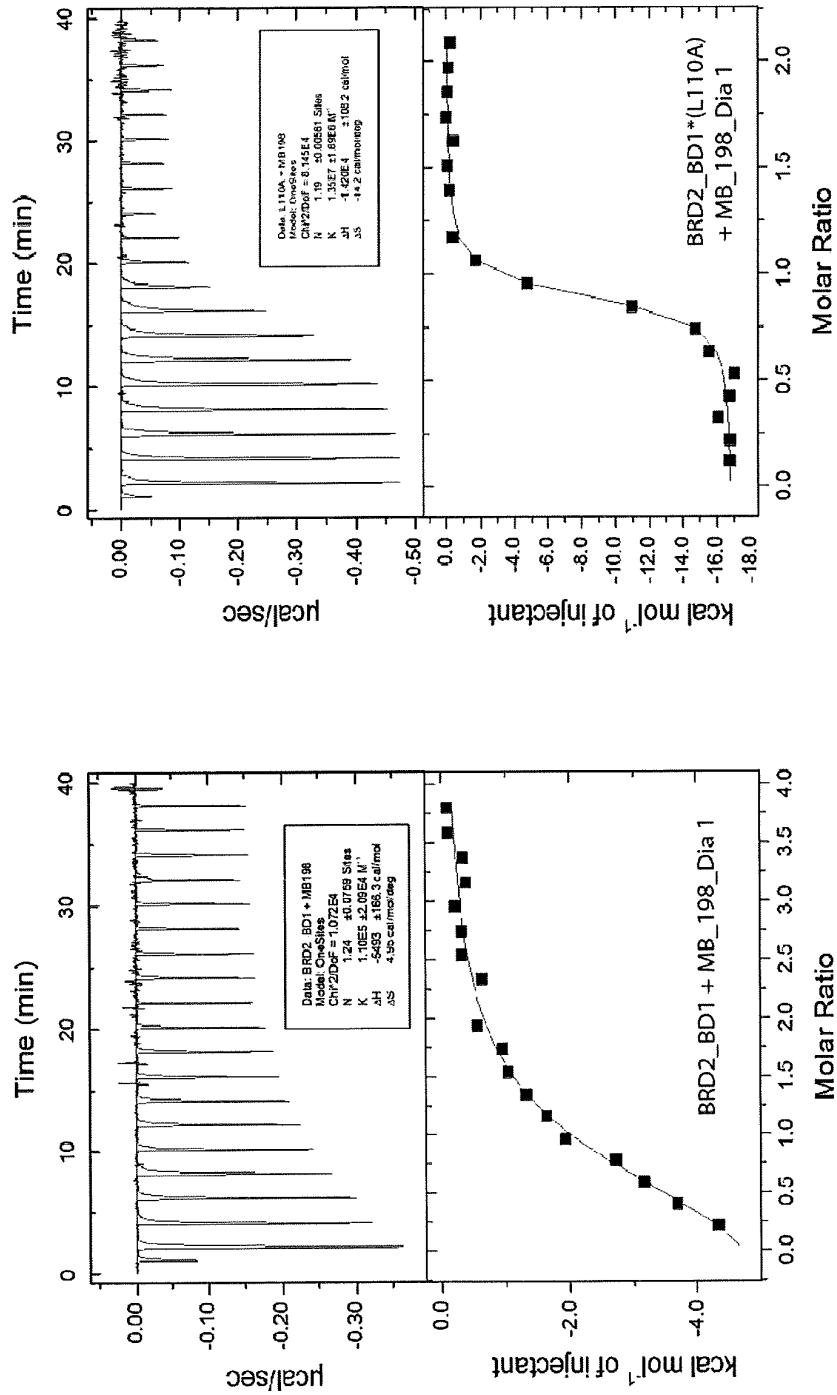 Time (min)
0 10 20 30 40
0.00
-0.10
-0.20
-0.30
µcal/sec
Data: BRD2_BD1 + MB198
Model: OneSites
Chi^2/DoF = 1.072E4
N 1.24 ±0.0759 Sites
K 1.10E5 ±2.09E4 M⁻¹
ΔH -5493 ±166.3 cal/mol
ΔS cal/mol/deg
0.0
-2.0
-4.0
kcal mol⁻¹ of injectant
BRD2_BD1 + MB_198_Dia 1
0.0 0.5 1.0 1.5 2.0 2.5 3.0 3.5 4.0
Molar Ratio
Time (min)
0 10 20 30 40
0.00
-0.10
-0.20
-0.30
-0.40
-0.50
µcal/sec
Data: L110A + MB198
Model: OneSites
Chi^2/DoF = 8.145E4
N 1.19 ±0.00561 Sites
K 1.35E7 ±1.69E6 M⁻¹
ΔH ±108.2 cal/mol
ΔS cal/mol/deg
0.0
-2.0
-4.0
-6.0
-8.0
-10.0
-12.0
-14.0
-16.0
-18.0
kcal mol⁻¹ of injectant
BRD2_BD1*(L110A)
+ MB_198_Dia 1
0.0 0.5 1.0 1.5 2.0
Molar Ratio